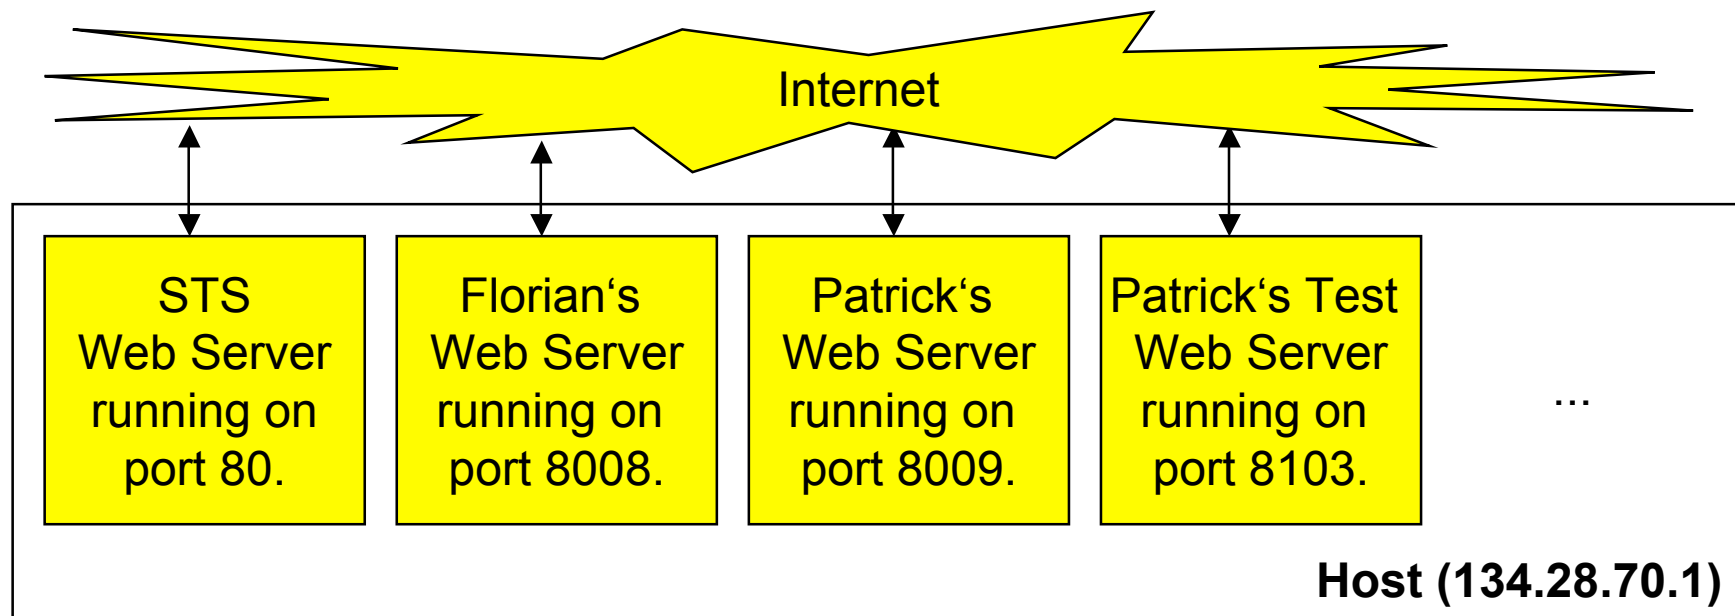 Internet
STS
Web Server
running on
port 80.
Florian‘s
Web Server
running on
port 8008.
Patrick‘s
Web Server
running on
port 8009.
Patrick‘s Test
Web Server
running on
port 8103.
...
Host (134.28.70.1)